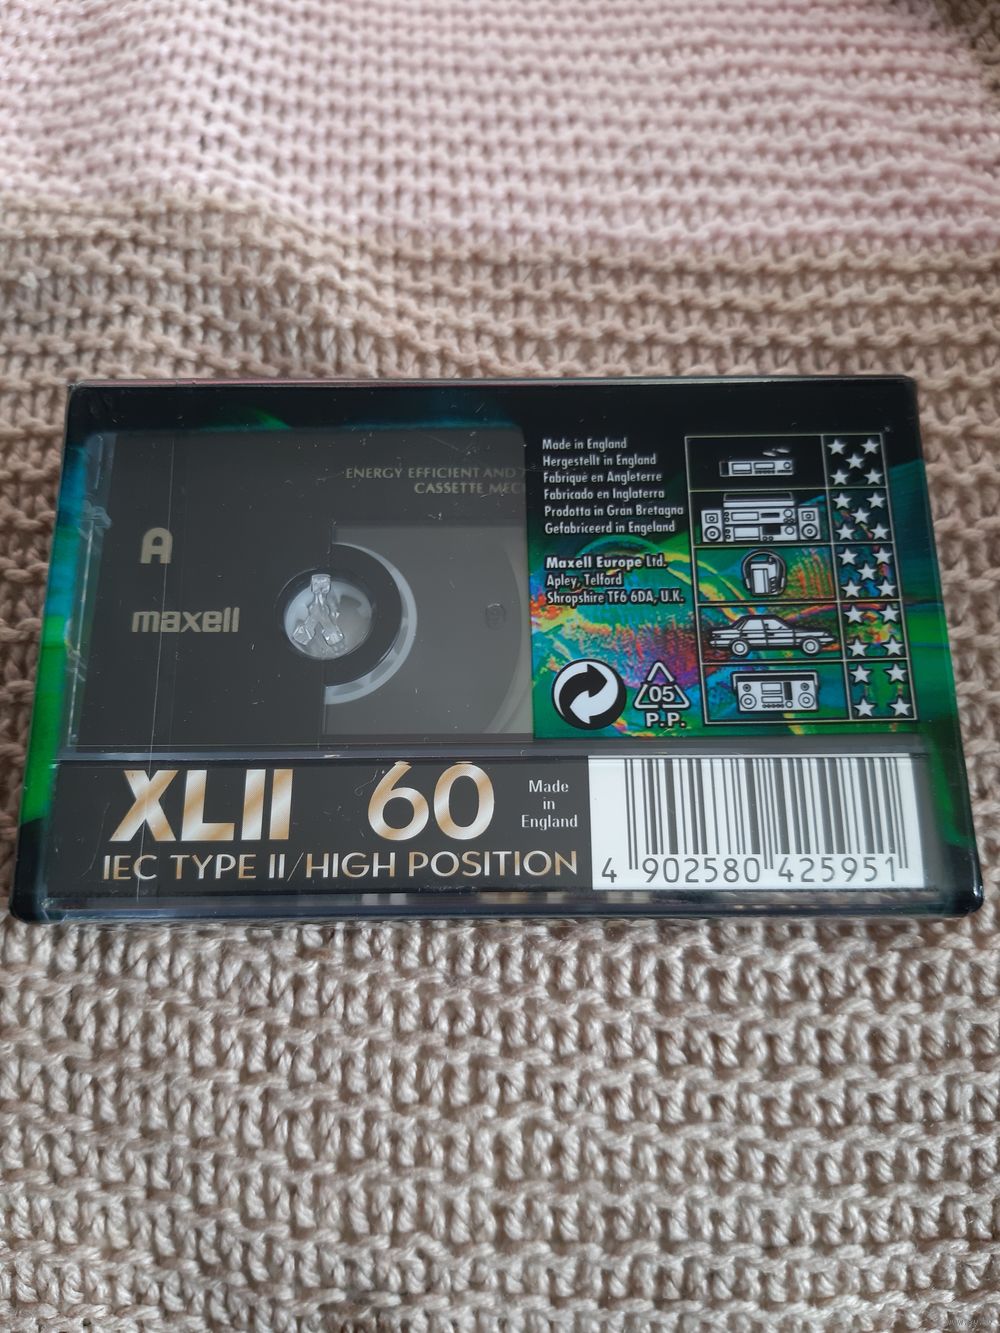 ENERGY EFFICIENT AND
CASSETTE
A
maxell
Made in England
Hergestellt in England
Fabriqué en Angleterre
Fabricado en Inglaterra
Prodotta in Gran Bretagna
Gefabriceerd in Engeland
Maxell Europe Ltd.
Apley, Telford
Shropshire TF6 6DA, U.K.
05
P.P.
XLII 60
Made
in
England
IEC TYPE II/HIGH POSITION
4 902580 425951